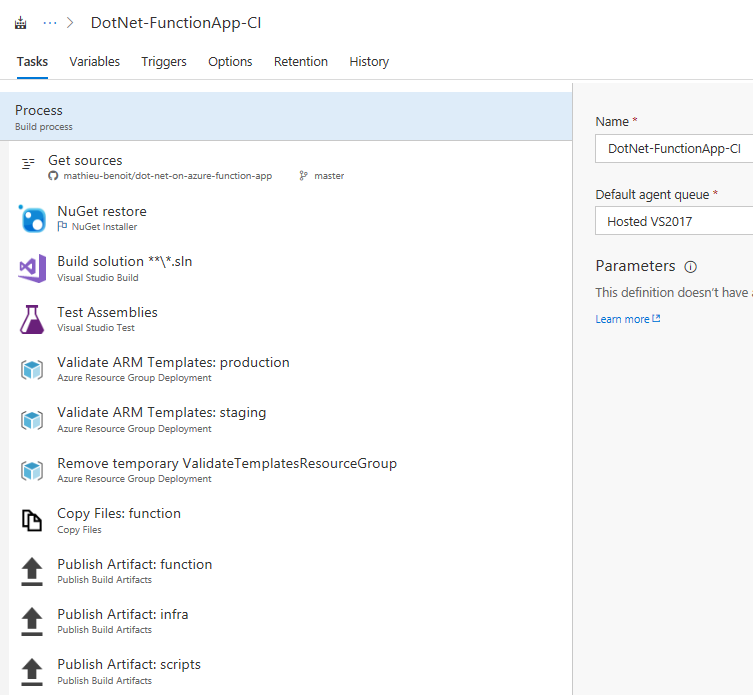 ··· > DotNet-FunctionApp-CI
Tasks Variables Triggers Options Retention History
Process
Build process
Get sources
mathieu-benoit/dot-net-on-azure-function-app master
NuGet restore
NuGet Installer
Build solution **\*.sln
Visual Studio Build
Test Assemblies
Visual Studio Test
Validate ARM Templates: production
Azure Resource Group Deployment
Validate ARM Templates: staging
Azure Resource Group Deployment
Remove temporary ValidateTemplatesResourceGroup
Azure Resource Group Deployment
Copy Files: function
Copy Files
Publish Artifact: function
Publish Build Artifacts
Publish Artifact: infra
Publish Build Artifacts
Publish Artifact: scripts
Publish Build Artifacts
Name *
DotNet-FunctionApp-CI
Default agent queue *
Hosted VS2017
Parameters
This definition doesn't have
Learn more